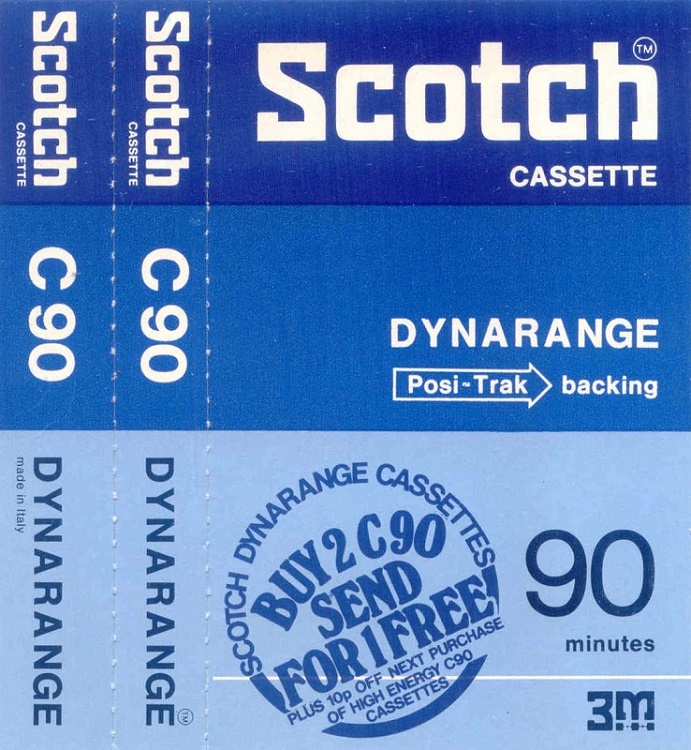 Scotch
CASSETTE
C 90
DYNARANGE
made in Italy
Scotch
CASSETTE
C 90
DYNARANGE™
Scotch™
CASSETTE
DYNARANGE
Posi-Trak backing
SCOTCH DYNARANGE CASSETTES
BUY 2 C90
SEND
FOR 1 FREE!
PLUS 10p OFF NEXT PURCHASE
OF HIGH ENERGY C90
CASSETTES
90
minutes
3M